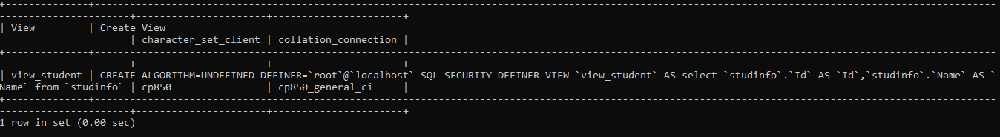 | View | Create View
| character_set_client | collation_connection |
| view_student | CREATE ALGORITHM=UNDEFINED DEFINER=`root`@`localhost` SQL SECURITY DEFINER VIEW `view_student` AS select `studinfo`.`Id` AS `Id`,`studinfo`.`Name` AS `
Name` from `studinfo` | cp850 | cp850_general_ci |
1 row in set (0.00 sec)